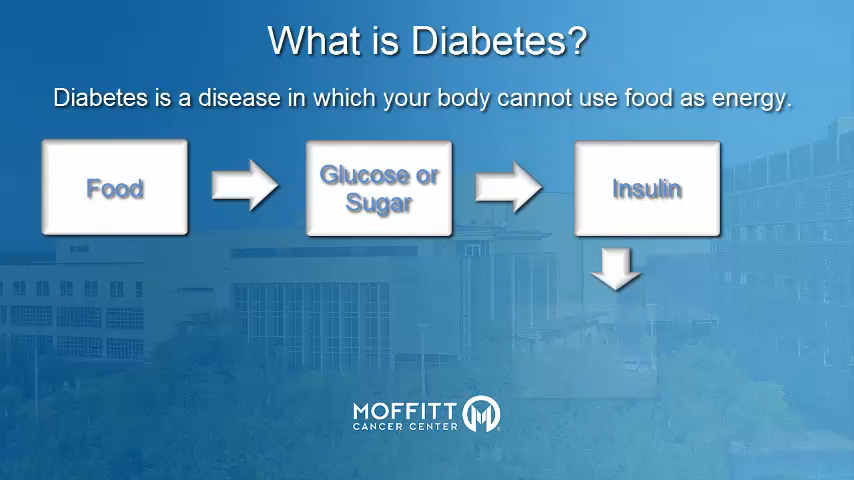 What is Diabetes?
Diabetes is a disease in which your body cannot use food as energy.
Food
Glucose or
Sugar
Insulin
MOFFITT
CANCER CENTER